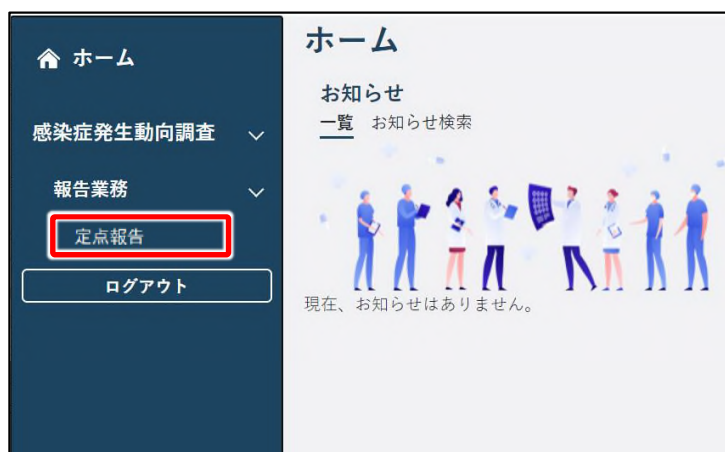 ホーム
感染症発生動向調査
報告業務
定点報告
ログアウト
ホーム
お知らせ
一覧 お知らせ検索
現在、お知らせはありません。